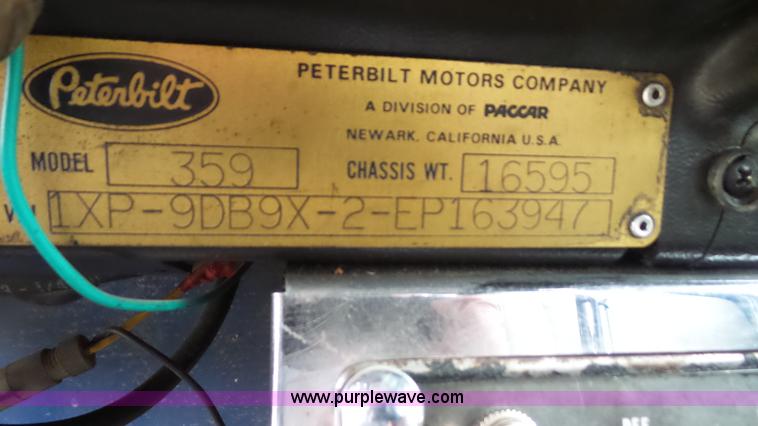 Peterbilt
PETERBILT MOTORS COMPANY
A DIVISION OF PACCAR
NEWARK, CALIFORNIA U.S.A.
MODEL 359 CHASSIS WT. 16595
1XP-9DB9X-2-EP163947
www.purplewave.com